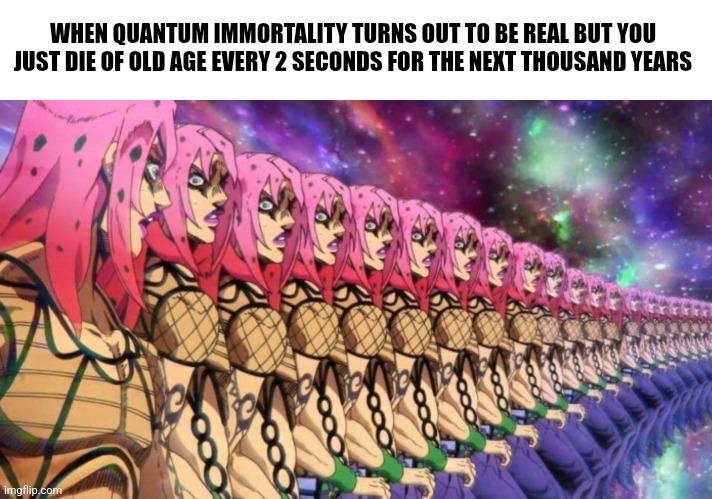 WHEN QUANTUM IMMORTALITY TURNS OUT TO BE REAL BUT YOU
JUST DIE OF OLD AGE EVERY 2 SECONDS FOR THE NEXT THOUSAND YEARS
imgflip.com